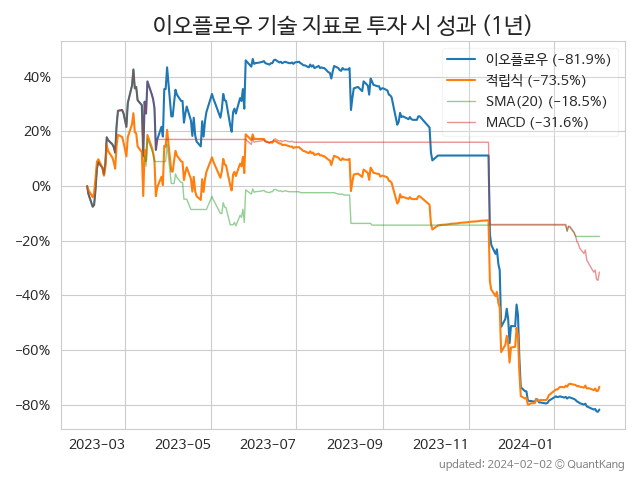 이오플로우 기술 지표로 투자 시 성과 (1년)
이오플로우 (−81.9%)
적립식 (−73.5%)
SMA(20) (−18.5%)
MACD (−31.6%)
40%
20%
0%
−20%
−40%
−60%
−80%
2023−03 2023−05 2023−07 2023−09 2023−11 2024−01
updated: 2024-02-02 © QuantKang